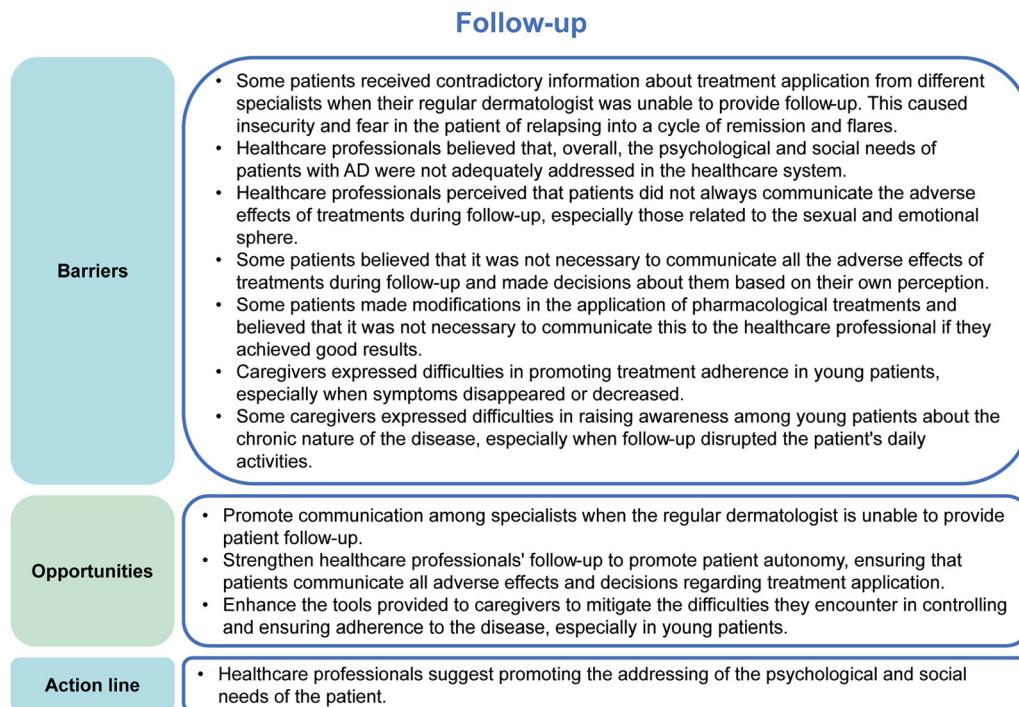 Follow-up
Barriers
• Some patients received contradictory information about treatment application from different
specialists when their regular dermatologist was unable to provide follow-up. This caused
insecurity and fear in the patient of relapsing into a cycle of remission and flares.
• Healthcare professionals believed that, overall, the psychological and social needs of
patients with AD were not adequately addressed in the healthcare system.
• Healthcare professionals perceived that patients did not always communicate the adverse
effects of treatments during follow-up, especially those related to the sexual and emotional
sphere.
• Some patients believed that it was not necessary to communicate all the adverse effects of
treatments during follow-up and made decisions about them based on their own perception.
• Some patients made modifications in the application of pharmacological treatments and
believed that it was not necessary to communicate this to the healthcare professional if they
achieved good results.
• Caregivers expressed difficulties in promoting treatment adherence in young patients,
especially when symptoms disappeared or decreased.
• Some caregivers expressed difficulties in raising awareness among young patients about the
chronic nature of the disease, especially when follow-up disrupted the patient's daily
activities.
Opportunities
• Promote communication among specialists when the regular dermatologist is unable to provide
patient follow-up.
• Strengthen healthcare professionals' follow-up to promote patient autonomy, ensuring that
patients communicate all adverse effects and decisions regarding treatment application.
• Enhance the tools provided to caregivers to mitigate the difficulties they encounter in controlling
and ensuring adherence to the disease, especially in young patients.
Action line
• Healthcare professionals suggest promoting the addressing of the psychological and social
needs of the patient.